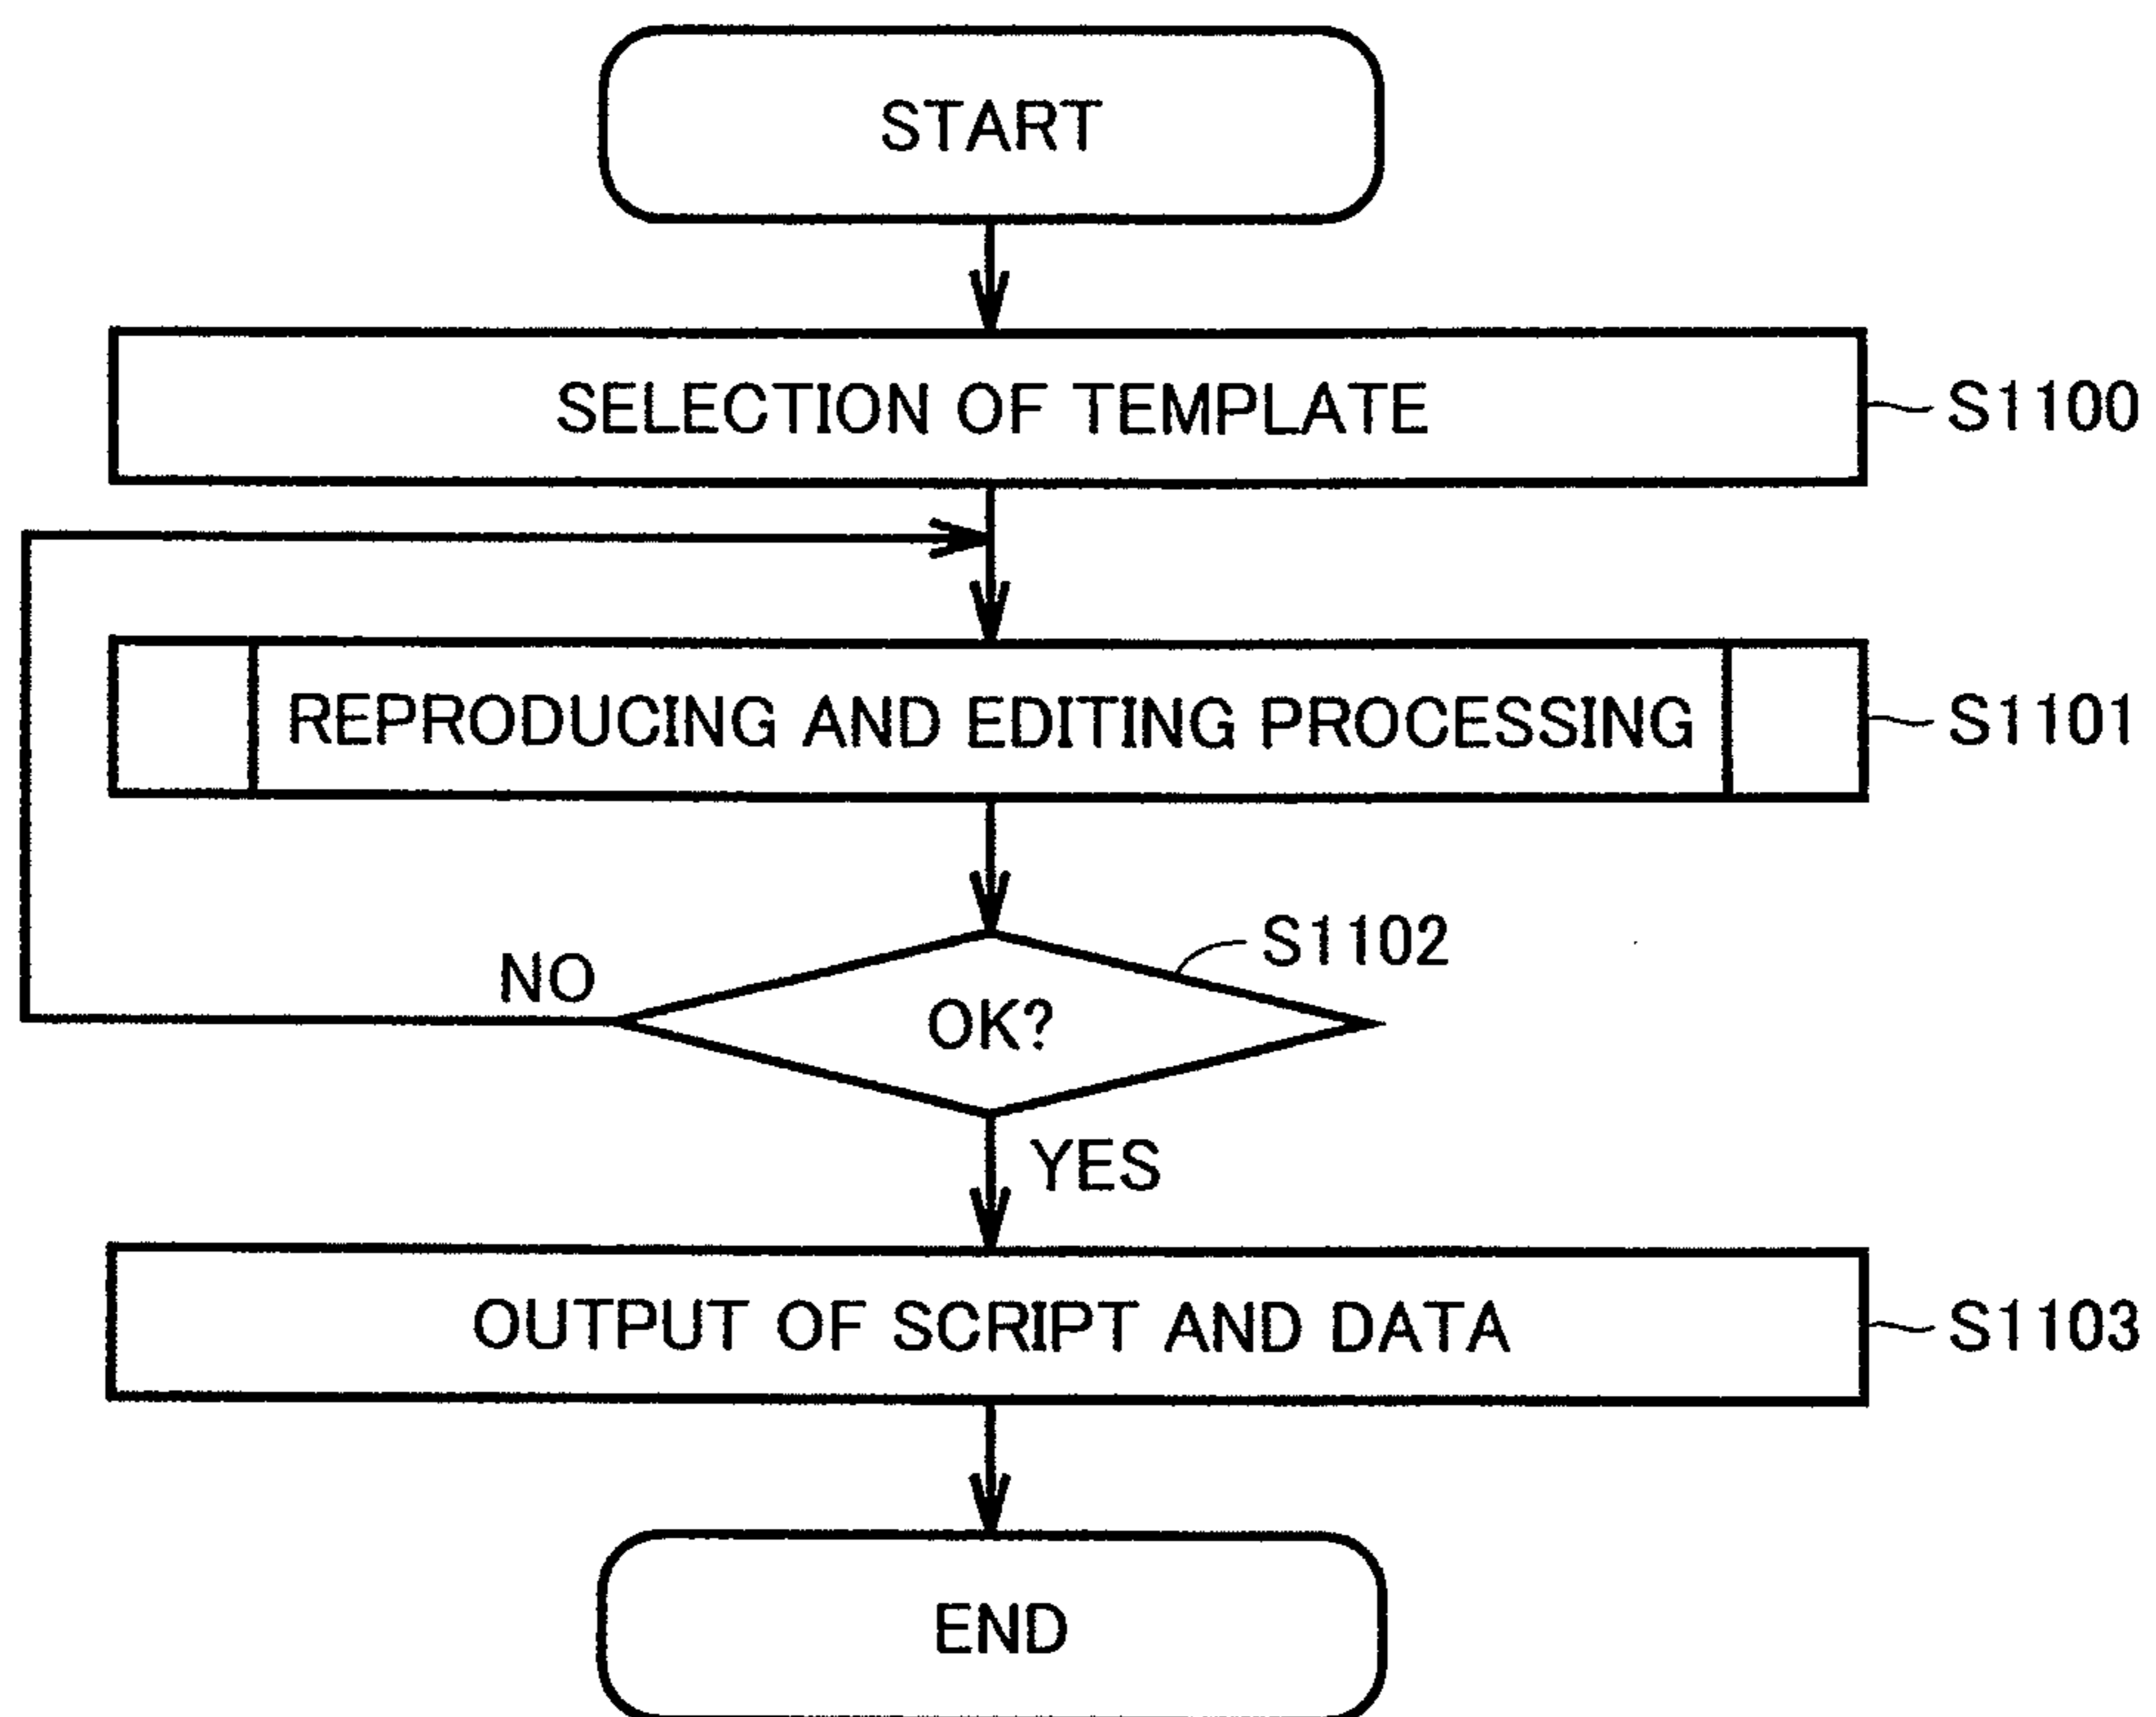 START
SELECTION OF TEMPLATE
S1100
REPRODUCING AND EDITING PROCESSING
S1101
S1102
NO
OK?
YES
OUTPUT OF SCRIPT AND DATA
S1103
END